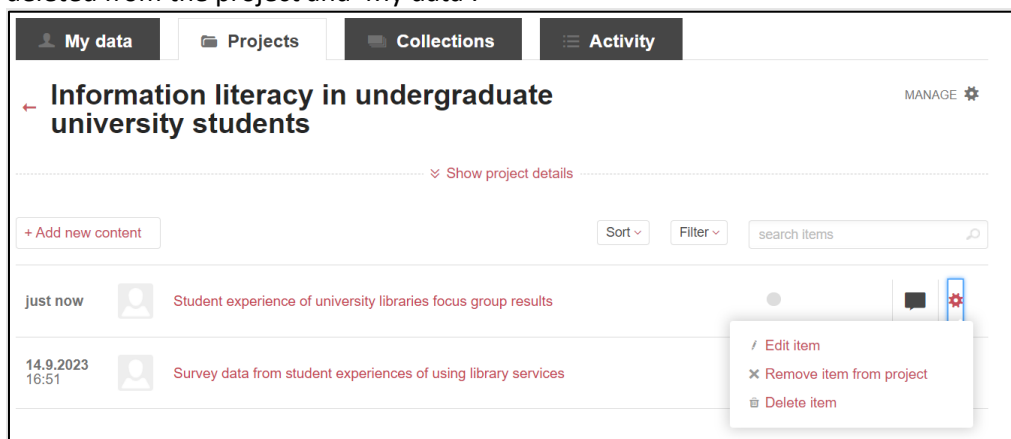 deleted from the project and 'My data'.
My data Projects Collections Activity
← Information literacy in undergraduate
university students
MANAGE
Show project details
+ Add new content Sort Filter search items
just now Student experience of university libraries focus group results
Edit item
14.9.2023
16:51 Survey data from student experiences of using library services
Remove item from project
Delete item